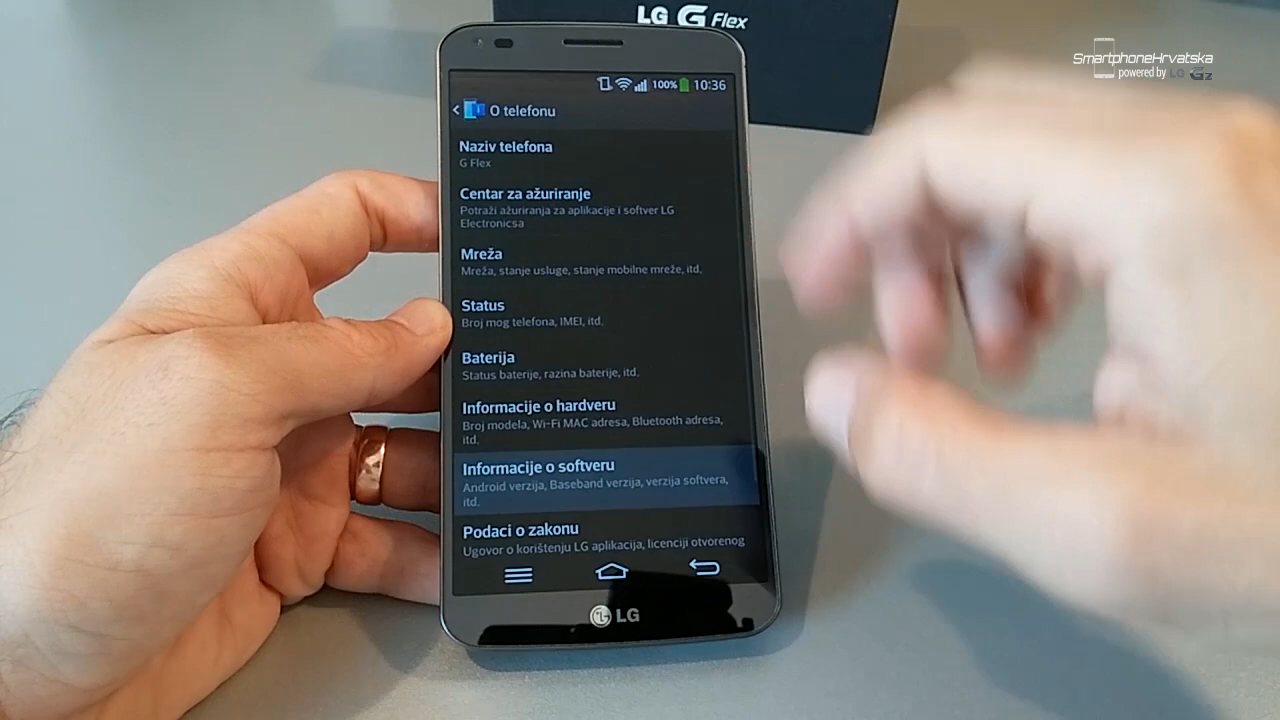 LG G Flex
SmartphoneHrvatska
powered by LG G2
100% 10:36
O telefonu
Naziv telefona
G Flex
Centar za ažuriranje
Potraži ažuriranja za aplikacije i softver LG
Electronicsa
Mreža
Mreža, stanje usluge, stanje mobilne mreže, itd.
Status
Broj mog telefona, IMEI, itd.
Baterija
Status baterije, razina baterije, itd.
Informacije o hardveru
Broj modela, Wi-Fi MAC adresa, Bluetooth adresa,
itd.
Informacije o softveru
Android verzija, Baseband verzija, verzija softvera,
itd.
Podaci o zakonu
Ugovor o korištenju LG aplikacija, licenciji otvorenog
LG